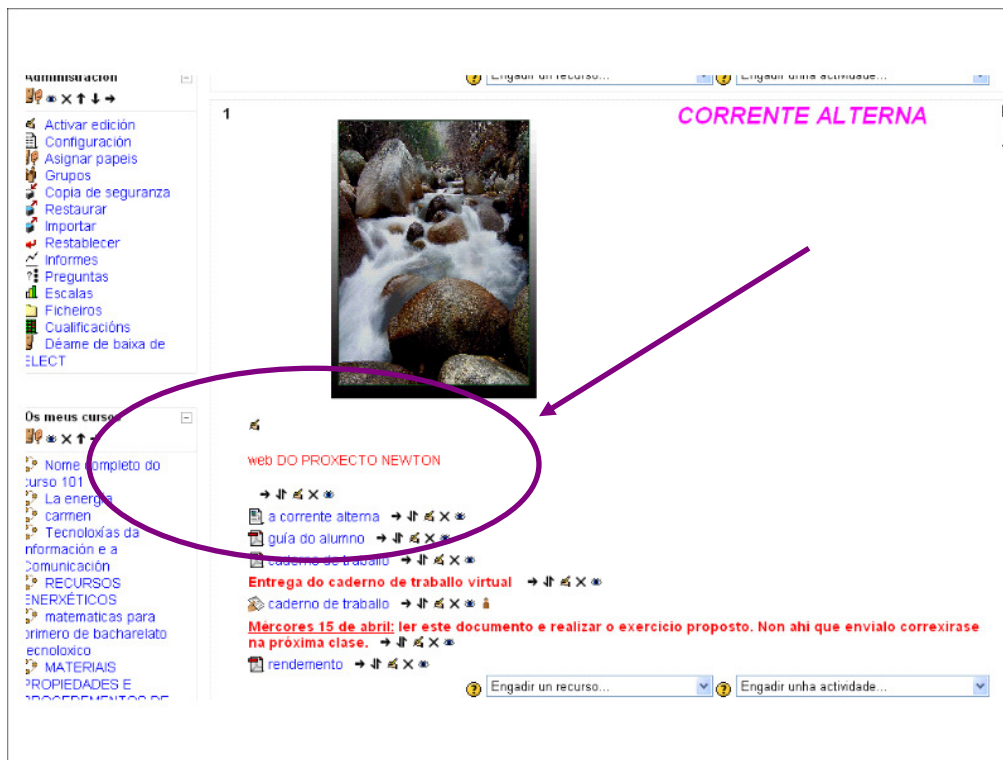 Administración
Engadir un recurso...
Engadir unha actividade...
Activar edición
Configuración
Asignar papeis
Grupos
Copia de seguranza
Restaurar
Importar
Restablecer
Informes
Preguntas
Escalas
Ficheiros
Cualificacións
Déame de baixa de
ELECT
Os meus cursos
Nome completo do
curso 101
La energía
carmen
Tecnoloxías da
nformación e a
Comunicación
RECURSOS
ENERXÉTICOS
matematicas para
primero de bacharelato
ecnoloxico
MATERIAIS
PROPIEDADES E
PROCEDEMENTOS DE
1
CORRENTE ALTERNA
web DO PROXECTO NEWTON
a corrente alterna
guía do alumno
caderno de traballo
Entrega do caderno de traballo virtual
caderno de traballo
Mércores 15 de abril: ler este documento e realizar o exercicio proposto. Non ahi que envialo correxirase
na próxima clase.
rendemento
Engadir un recurso...
Engadir unha actividade...